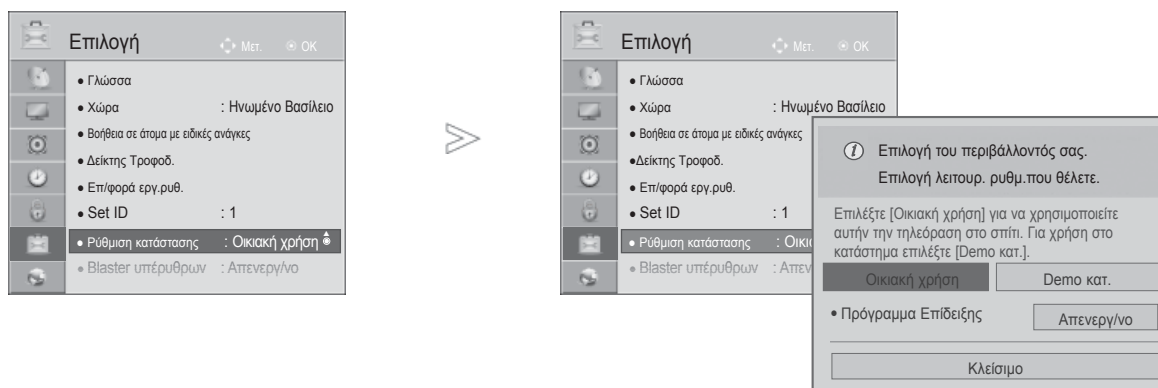 Επιλογή Μετ. OK
● Γλώσσα
● Χώρα : Ηνωμένο Βασίλειο
● Βοήθεια σε άτομα με ειδικές ανάγκες
● Δείκτης Τροφοδ.
● Επ/φορά εργ.ρυθ.
● Set ID : 1
● Ρύθμιση κατάστασης : Οικιακή χρήση
● Blaster υπέρυθρων : Απενεργ/νο
>
Επιλογή Μετ. OK
● Γλώσσα
● Χώρα : Ηνωμένο Βασίλειο
● Βοήθεια σε άτομα με ειδικές ανάγκες
●Δείκτης Τροφοδ.
● Επ/φορά εργ.ρυθ.
● Set ID : 1
● Ρύθμιση κατάστασης : Οικι
● Blaster υπέρυθρων : Απεν
i Επιλογή του περιβάλλοντός σας.
Επιλογή λειτουρ. ρυθμ.που θέλετε.
Επιλέξτε [Οικιακή χρήση] για να χρησιμοποιείτε
αυτήν την τηλεόραση στο σπίτι. Για χρήση στο
κατάστημα επιλέξτε [Demo κατ.].
Οικιακή χρήση Demo κατ.
● Πρόγραμμα Επίδειξης Απενεργ/νο
Κλείσιμο